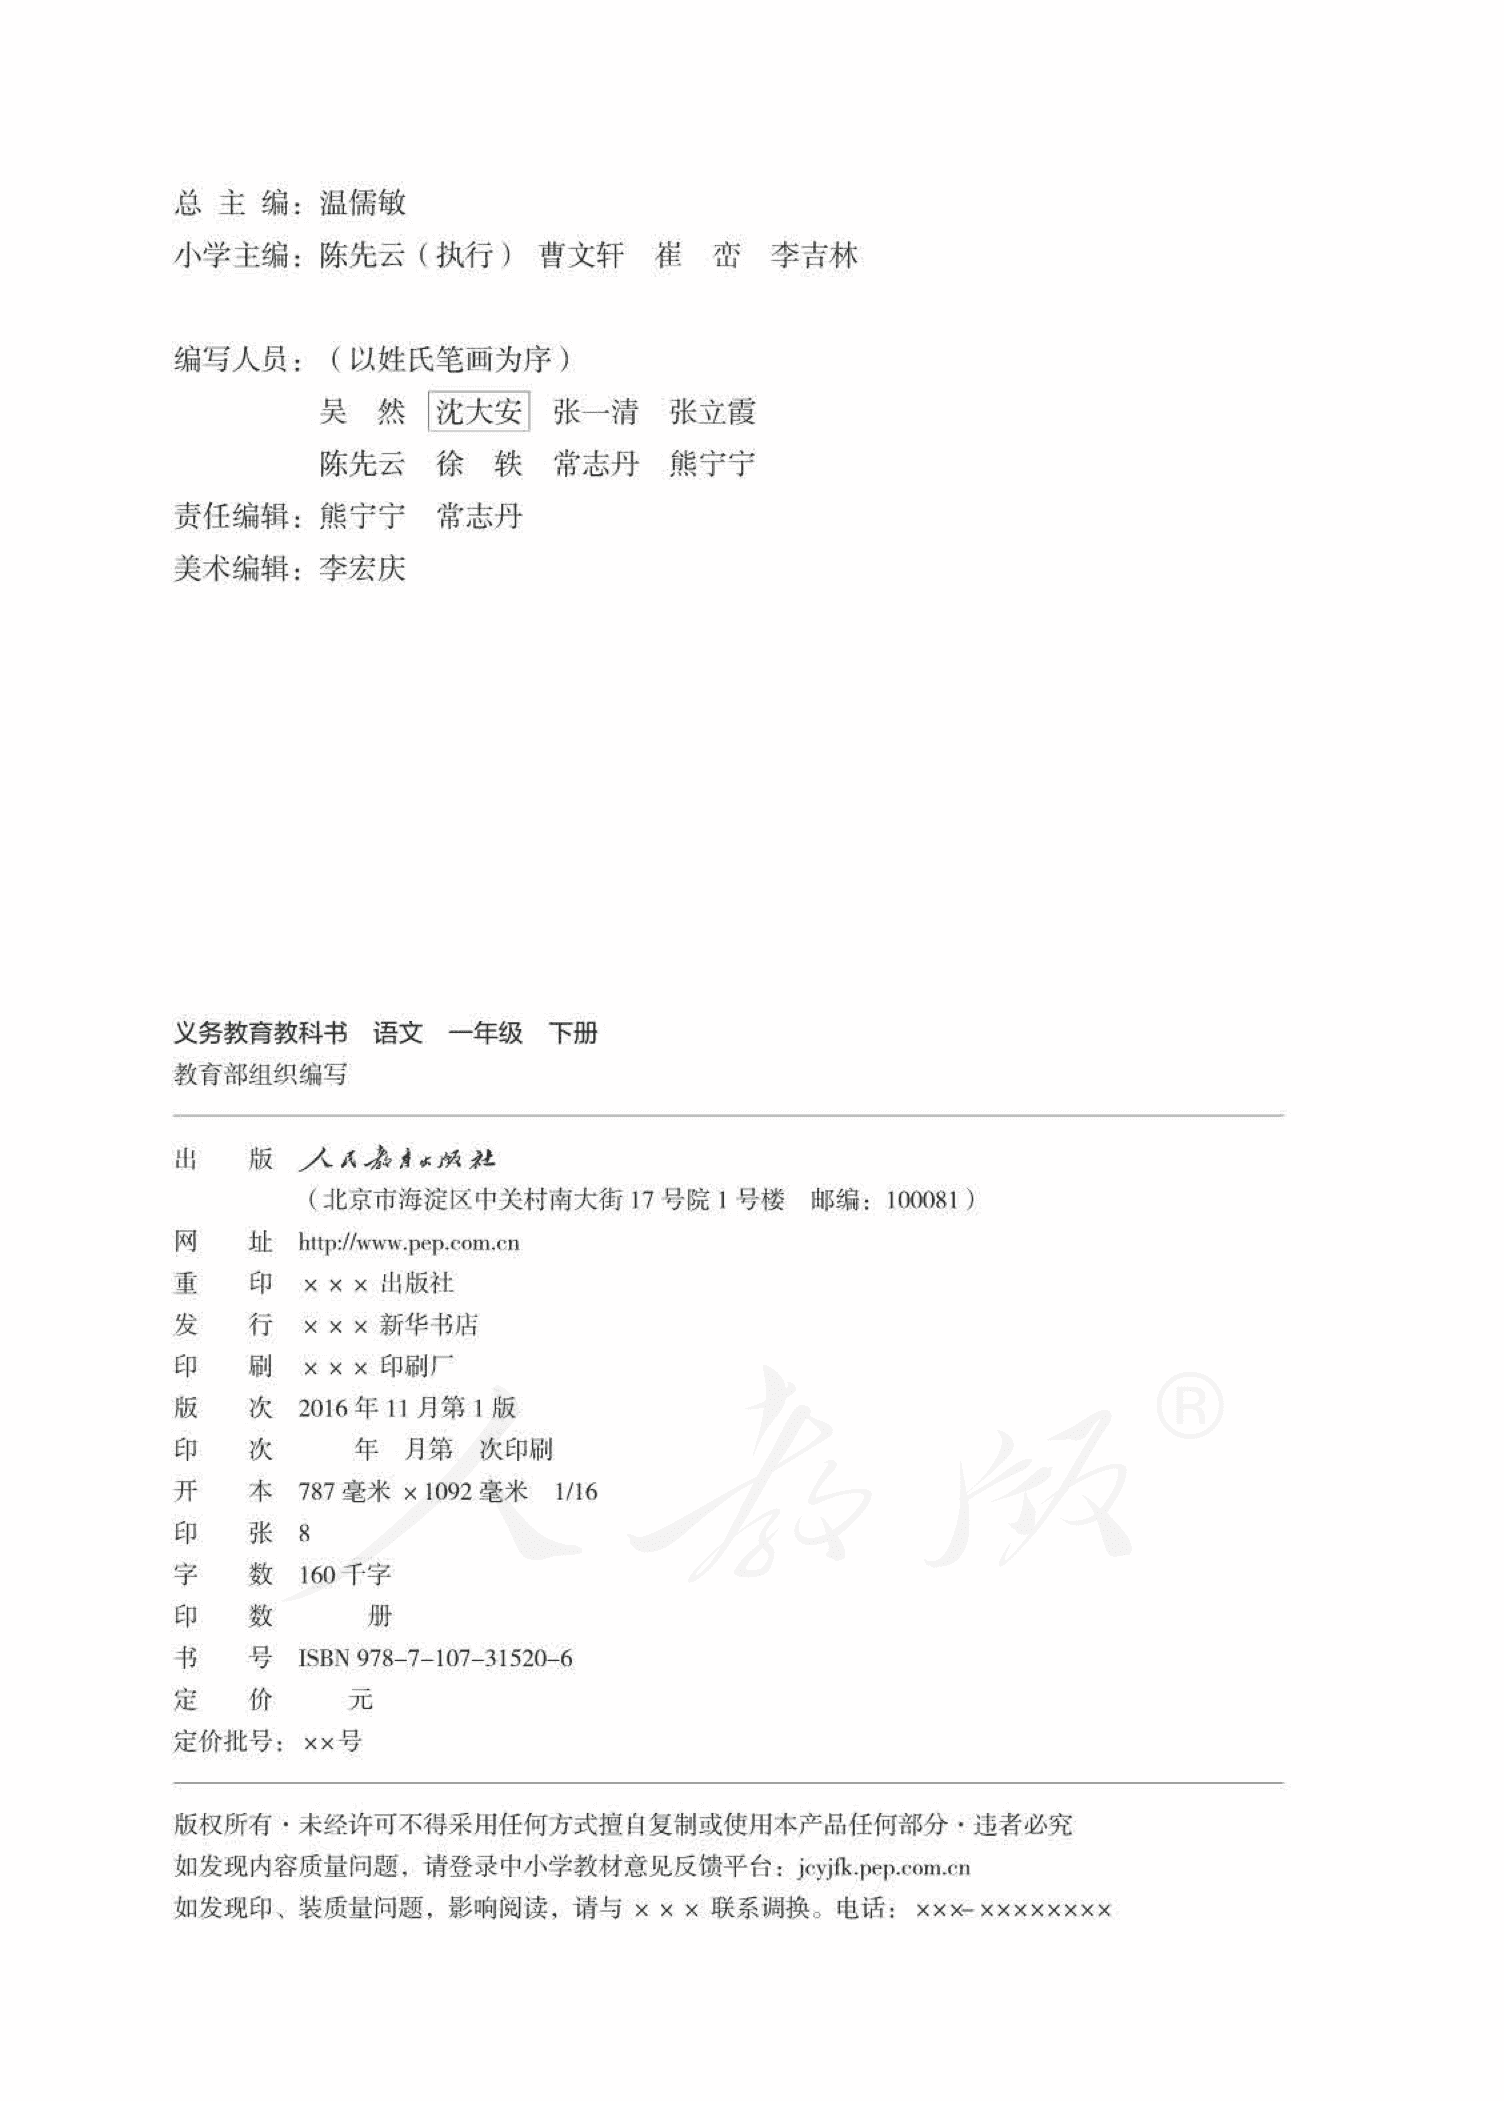 总 主 编：温儒敏
小学主编：陈先云（执行） 曹文轩 崔 峦 李吉林
编写人员：（以姓氏笔画为序）
吴 然 沈大安 张一清 张立霞
陈先云 徐 轶 常志丹 熊宁宁
责任编辑：熊宁宁 常志丹
美术编辑：李宏庆
义务教育教科书 语文 一年级 下册
教育部组织编写
出 版 人民教育出版社
（北京市海淀区中关村南大街 17 号院 1 号楼 邮编：100081）
网 址 http://www.pep.com.cn
重 印 ×××出版社
发 行 ×××新华书店
印 刷 ×××印刷厂
版 次 2016 年 11 月第 1 版
印 次 年 月第 次印刷
开 本 787 毫米 ×1092 毫米 1/16
印 张 8
字 数 160 千字
印 数 册
书 号 ISBN 978–7–107–31520–6
定 价 元
定价批号：××号
人教版®
版权所有·未经许可不得采用任何方式擅自复制或使用本产品任何部分·违者必究
如发现内容质量问题，请登录中小学教材意见反馈平台：jcyjfk.pep.com.cn
如发现印、装质量问题，影响阅读，请与 ××× 联系调换。电话：×××–××××××××